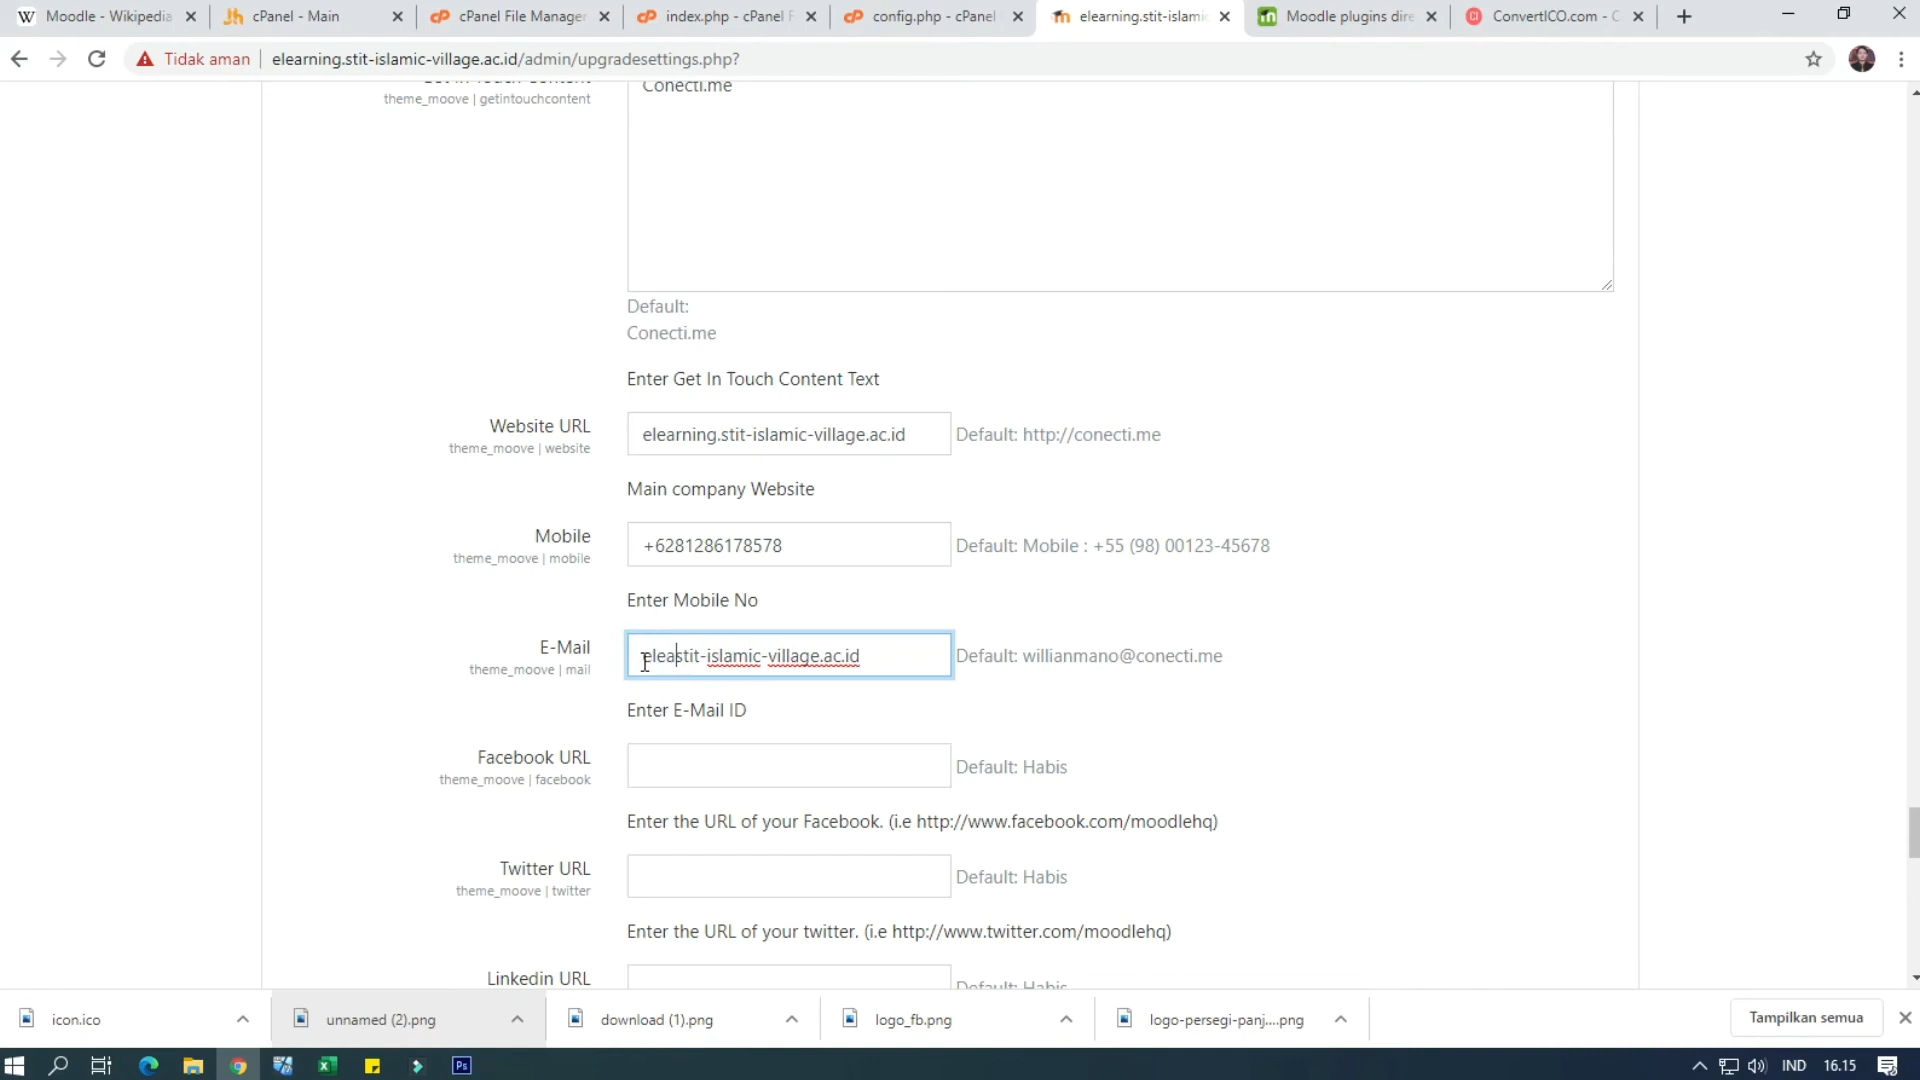 Moodle - Wikipedia
cPanel - Main
cPanel File Manager
index.php - cPanel F
config.php - cPanel
elearning.stit-islamic
Moodle plugins dire
ConvertICO.com - C
Tidak aman
elearning.stit-islamic-village.ac.id/admin/upgradesettings.php?
Conecti.me
theme_moove | getintouchcontent
Default:
Conecti.me
Enter Get In Touch Content Text
Website URL
elearning.stit-islamic-village.ac.id
Default: http://conecti.me
theme_moove | website
Main company Website
Mobile
+6281286178578
Default: Mobile : +55 (98) 00123-45678
theme_moove | mobile
Enter Mobile No
E-Mail
eleastit-islamic-village.ac.id
Default: willianmano@conecti.me
theme_moove | mail
Enter E-Mail ID
Facebook URL
Default: Habis
theme_moove | facebook
Enter the URL of your Facebook. (i.e http://www.facebook.com/moodlehq)
Twitter URL
Default: Habis
theme_moove | twitter
Enter the URL of your twitter. (i.e http://www.twitter.com/moodlehq)
Linkedin URL
Default: Habis
icon.ico
unnamed (2).png
download (1).png
logo_fb.png
logo-persegi-panj....png
Tampilkan semua
Ps
IND
16.15